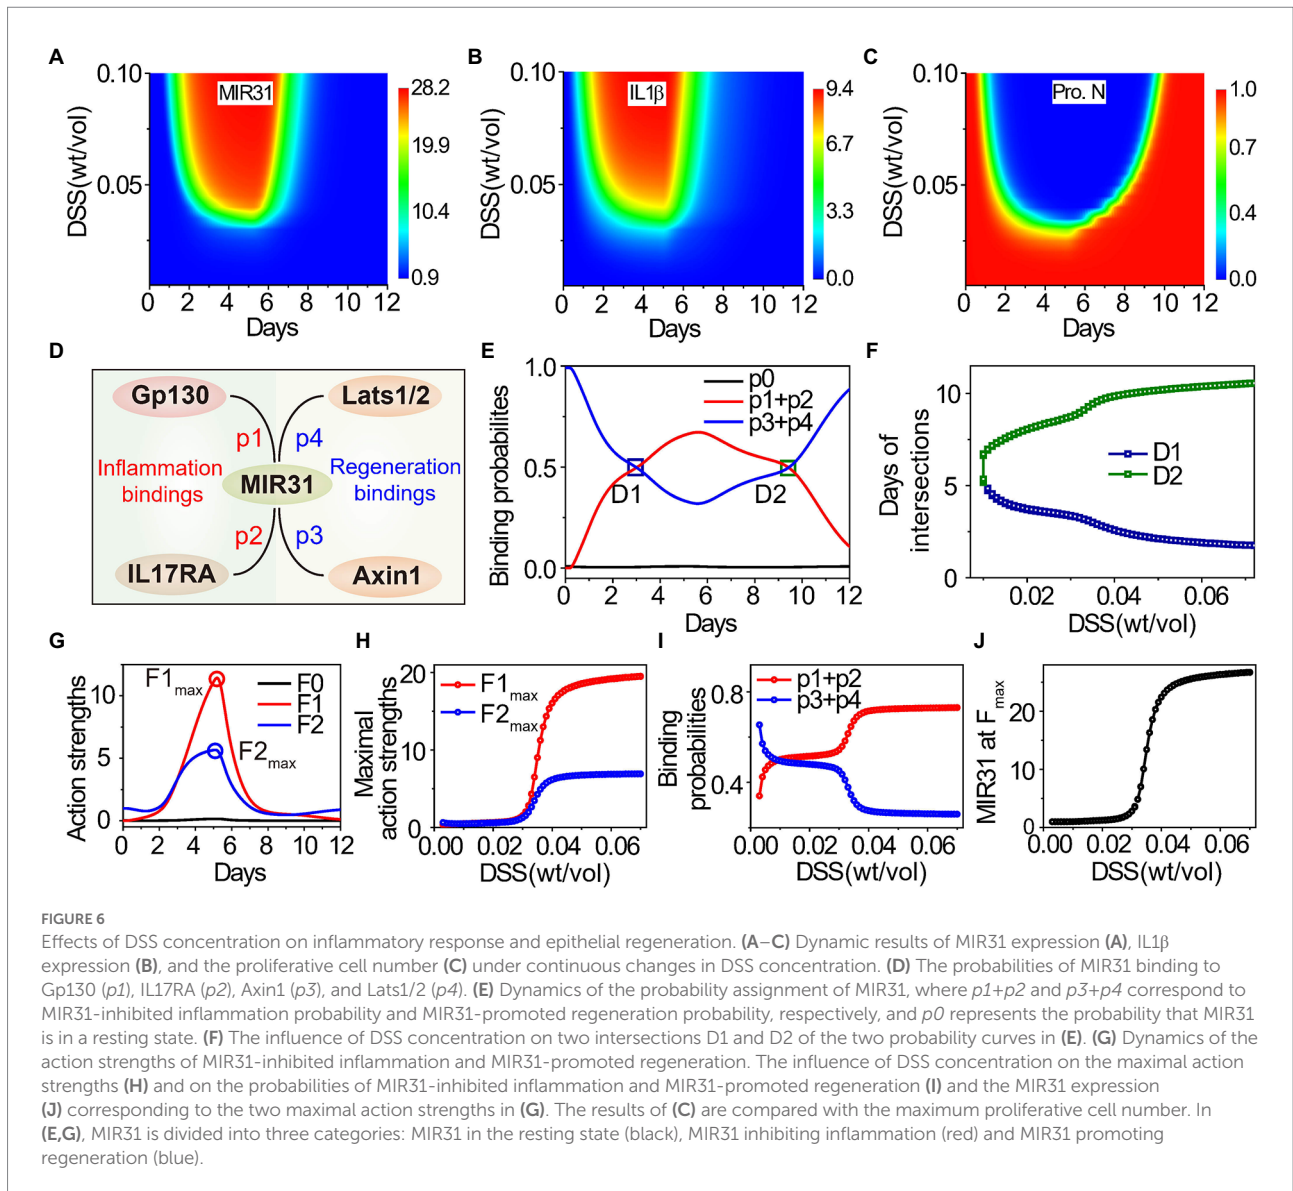 A
B
C
0.10
0.05
DSS(wt/vol)
MIR31
0 2 4 6 8 10 12
Days
28.2
19.9
10.4
0.9
0.10
0.05
DSS(wt/vol)
IL1β
0 2 4 6 8 10 12
Days
9.4
6.7
3.3
0.0
0.10
0.05
DSS(wt/vol)
Pro. N
0 2 4 6 8 10 12
Days
1.0
0.7
0.4
0.0
D
Gp130
Lats1/2
p1
p4
Inflammation
bindings
MIR31
Regeneration
bindings
p2
p3
IL17RA
Axin1
E
Binding probabilites
1.0
0.5
0.0
p0
p1+p2
p3+p4
D1
D2
0 2 4 6 8 10 12
Days
F
Days of
intersections
10
5
0
D1
D2
0.02 0.04 0.06
DSS(wt/vol)
G
Action strengths
10
5
0
F1max
F2max
F0
F1
F2
0 2 4 6 8 10 12
Days
H
Maximal
action strengths
20
10
0
F1max
F2max
0.00 0.02 0.04 0.06
DSS(wt/vol)
I
Binding
probabilities
0.8
0.4
p1+p2
p3+p4
0.00 0.02 0.04 0.06
DSS(wt/vol)
J
MIR31 at Fmax
20
10
0
0.00 0.02 0.04 0.06
DSS(wt/vol)
FIGURE 6
Effects of DSS concentration on inflammatory response and epithelial regeneration. (A–C) Dynamic results of MIR31 expression (A), IL1β
expression (B), and the proliferative cell number (C) under continuous changes in DSS concentration. (D) The probabilities of MIR31 binding to
Gp130 (p1), IL17RA (p2), Axin1 (p3), and Lats1/2 (p4). (E) Dynamics of the probability assignment of MIR31, where p1+p2 and p3+p4 correspond to
MIR31-inhibited inflammation probability and MIR31-promoted regeneration probability, respectively, and p0 represents the probability that MIR31
is in a resting state. (F) The influence of DSS concentration on two intersections D1 and D2 of the two probability curves in (E). (G) Dynamics of the
action strengths of MIR31-inhibited inflammation and MIR31-promoted regeneration. The influence of DSS concentration on the maximal action
strengths (H) and on the probabilities of MIR31-inhibited inflammation and MIR31-promoted regeneration (I) and the MIR31 expression
(J) corresponding to the two maximal action strengths in (G). The results of (C) are compared with the maximum proliferative cell number. In
(E,G), MIR31 is divided into three categories: MIR31 in the resting state (black), MIR31 inhibiting inflammation (red) and MIR31 promoting
regeneration (blue).